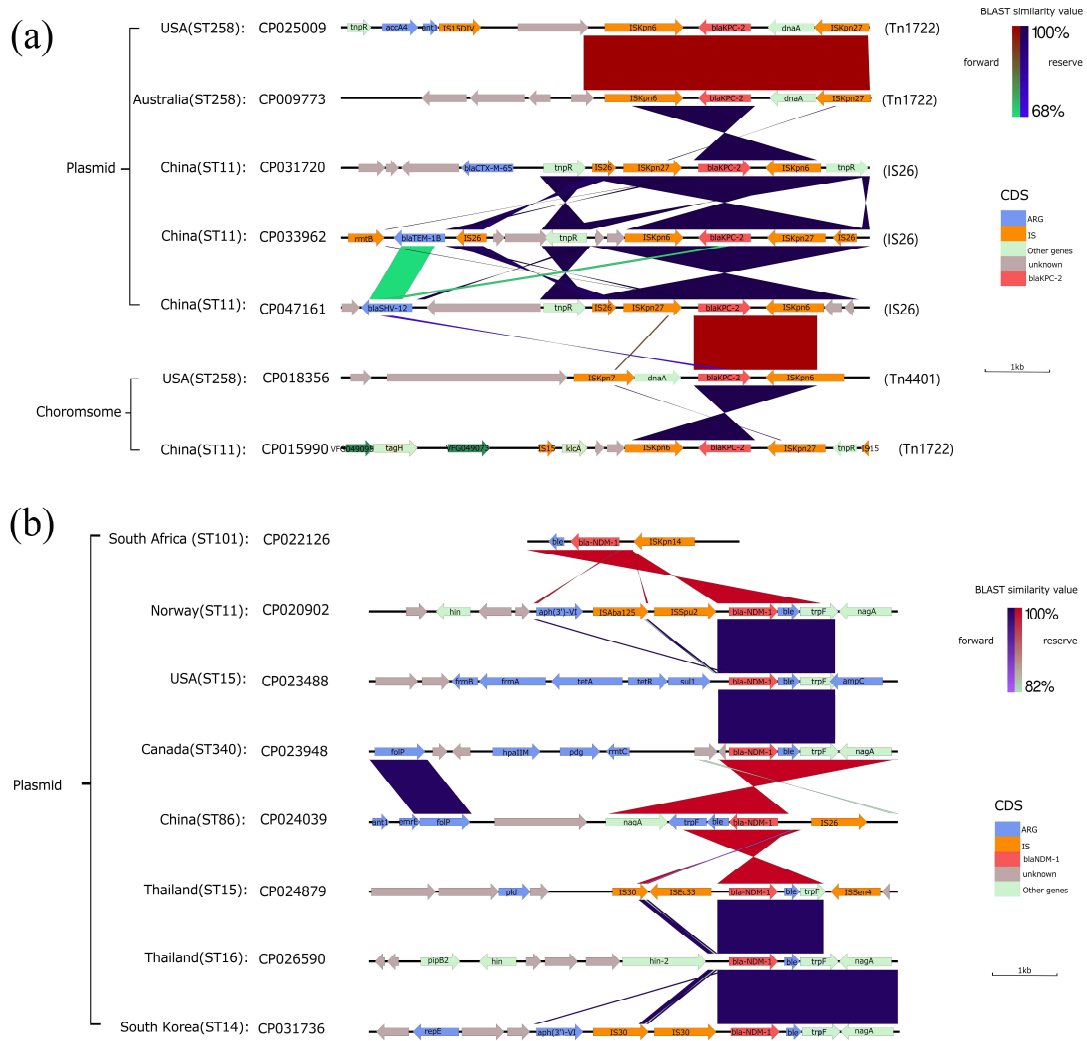 (a)
USA(ST258): CP025009 tnpR accA4 ant1 IS15DIV ISKpn6 blaKPC-2 dnaA ISKpn27 (Tn1722)
BLAST similarity value
100%
forward reserve
68%
Australia(ST258): CP009773 ISKpn6 blaKPC-2 dnaA ISKpn27 (Tn1722)
Plasmid
China(ST11): CP031720 blaCTX-M-65 tnpR IS26 ISKpn27 blaKPC-2 ISKpn6 tnpR (IS26)
CDS
ARG
IS
Other genes
unknown
blaKPC-2
China(ST11): CP033962 rmtB blaTEM-1B IS26 tnpR ISKpn6 blaKPC-2 ISKpn27 IS26 (IS26)
China(ST11): CP047161 blaSHV-12 tnpR IS26 ISKpn27 blaKPC-2 ISKpn6 (IS26)
1kb
USA(ST258): CP018356 ISKpn7 dnaA blaKPC-2 ISKpn6 (Tn4401)
Choromsome
China(ST11): CP015990 tagH IS15 klcA ISKpn6 blaKPC-2 ISKpn27 tnpR (Tn1722)
(b)
South Africa (ST101): CP022126 ble bla-NDM-1 ISKpn14
BLAST similarity value
100%
forward reserve
82%
Norway(ST11): CP020902 hin aph(3')-VI ISAba125 ISSpu2 bla-NDM-1 ble trpF nagA
USA(ST15): CP023488 frmB frmA tetA tetR sul1 bla-NDM-1 ble trpF ampC
Canada(ST340): CP023948 folP hpaIIM pdg rmtC bla-NDM-1 ble trpF nagA
Plasmid
China(ST86): CP024039 ant1 emrE folP nagA trpF ble bla-NDM-1 IS26
CDS
ARG
IS
blaNDM-1
unknown
Other genes
Thailand(ST15): CP024879 pld IS30 ISEc33 bla-NDM-1 ble trpF ISSen4
Thailand(ST16): CP026590 pipB2 hin hin-2 bla-NDM-1 ble trpF nagA
1kb
South Korea(ST14): CP031736 repE aph(3')-VI IS30 IS30 bla-NDM-1 ble trpF nagA